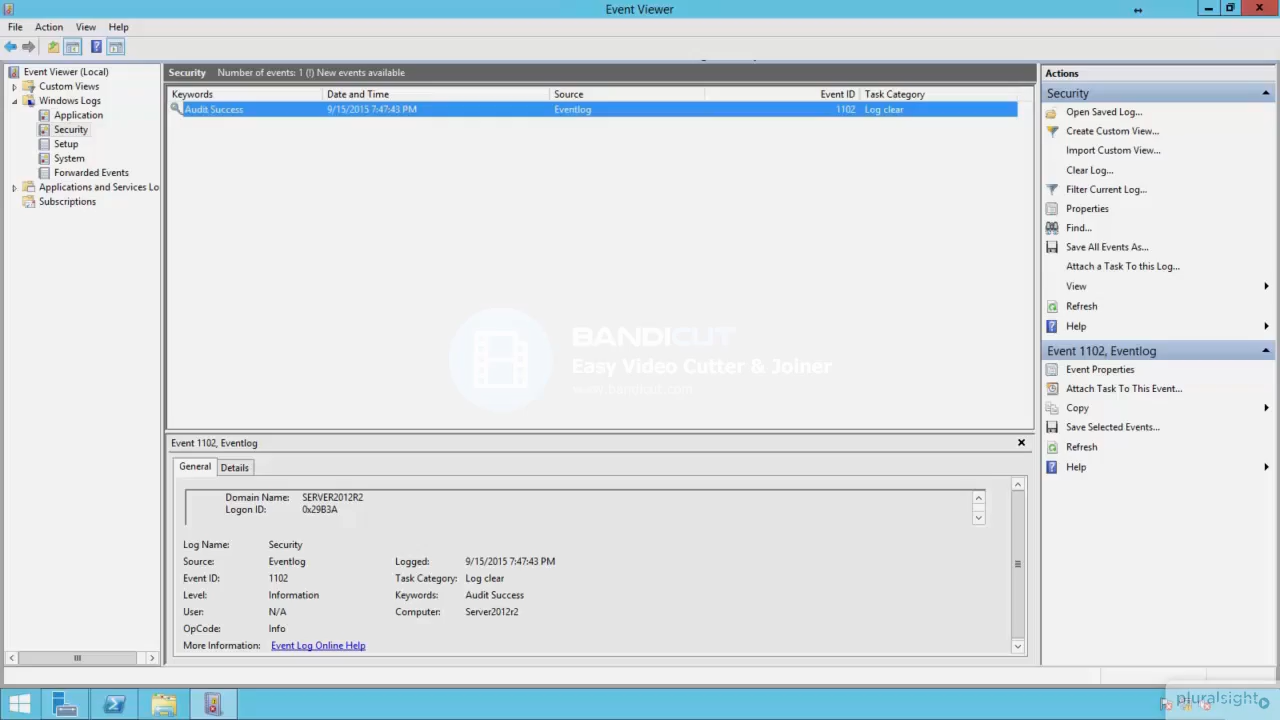 Event Viewer
File Action View Help
Event Viewer (Local)
Custom Views
Windows Logs
Application
Security
Setup
System
Forwarded Events
Applications and Services Lo
Subscriptions
Security Number of events: 1 (!) New events available
Keywords Date and Time Source Event ID Task Category
Audit Success 9/15/2015 7:47:43 PM Eventlog 1102 Log clear
BANDICUT
Easy Video Cutter & Joiner
www.bandicut.com
Event 1102, Eventlog
General Details
Domain Name: SERVER2012R2
Logon ID: 0x29B3A
Log Name: Security
Source: Eventlog Logged: 9/15/2015 7:47:43 PM
Event ID: 1102 Task Category: Log clear
Level: Information Keywords: Audit Success
User: N/A Computer: Server2012r2
OpCode: Info
More Information: Event Log Online Help
Actions
Security
Open Saved Log...
Create Custom View...
Import Custom View...
Clear Log...
Filter Current Log...
Properties
Find...
Save All Events As...
Attach a Task To this Log...
View
Refresh
Help
Event 1102, Eventlog
Event Properties
Attach Task To This Event...
Copy
Save Selected Events...
Refresh
Help
pluralsight